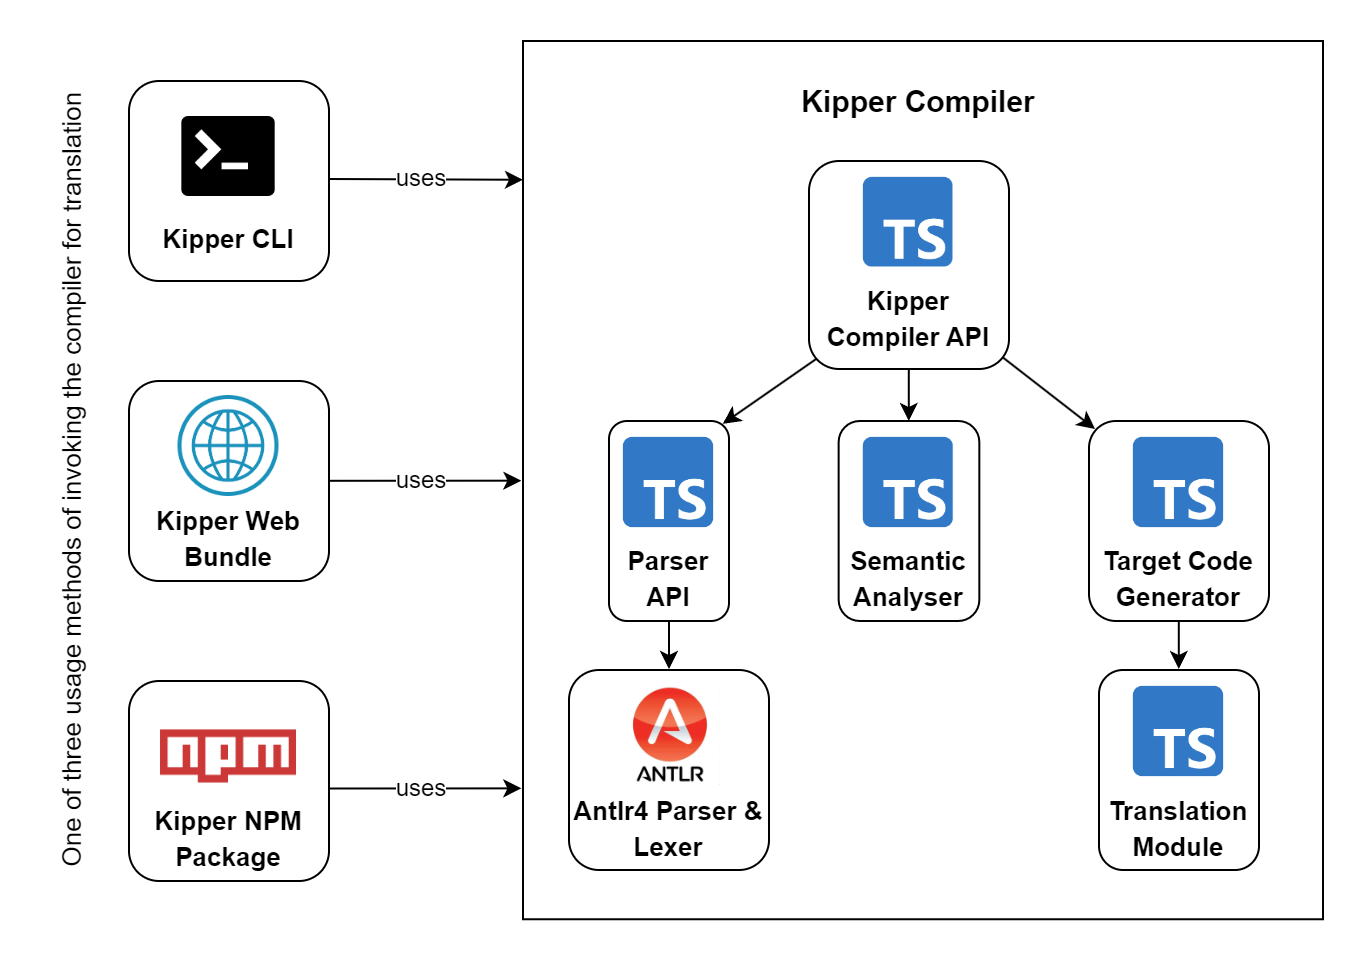 One of three usage methods of invoking the compiler for translation
Kipper CLI
uses
Kipper Web
Bundle
uses
npm
Kipper NPM
Package
uses
Kipper Compiler
TS
Kipper
Compiler API
TS
Parser
API
TS
Semantic
Analyser
TS
Target Code
Generator
ANTLR
Antlr4 Parser &
Lexer
TS
Translation
Module